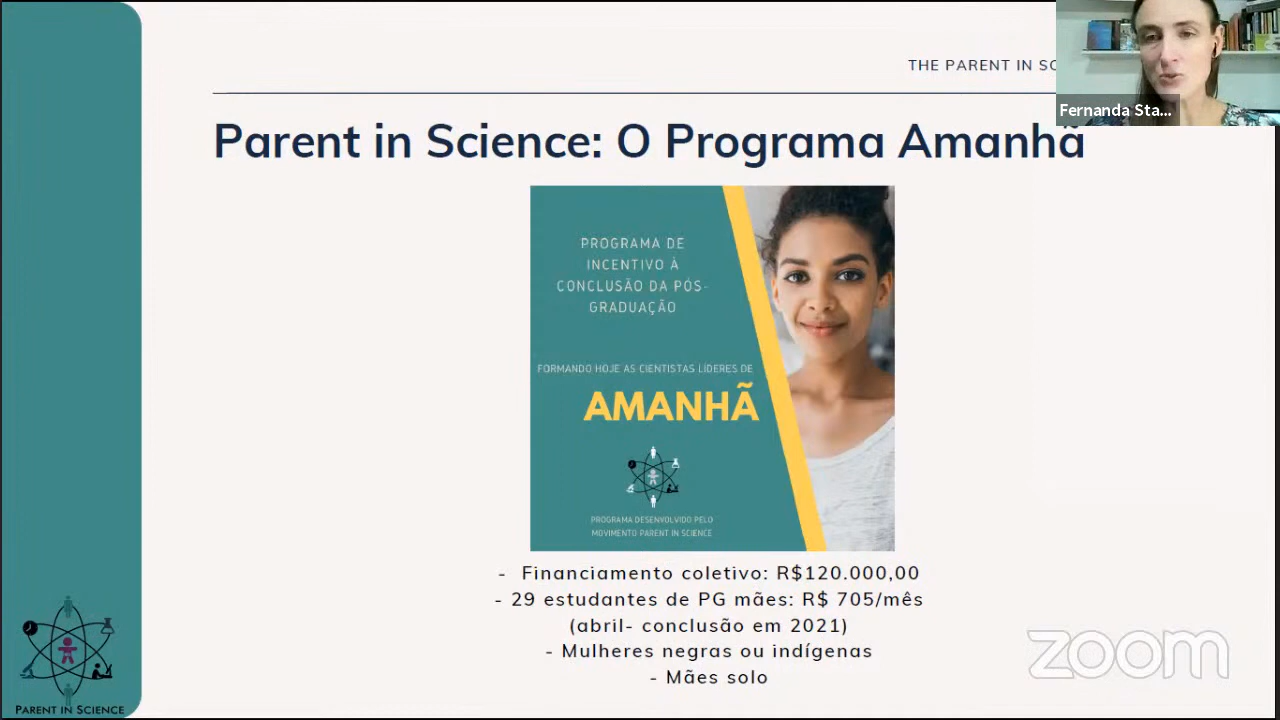 THE PARENT IN SC
Fernanda Sta...
Parent in Science: O Programa Amanhã
PROGRAMA DE
INCENTIVO À
CONCLUSÃO DA PÓS-
GRADUAÇÃO
FORMANDO HOJE AS CIENTISTAS LÍDERES DE
AMANHÃ
PROGRAMA DESENVOLVIDO PELO
MOVIMENTO PARENT IN SCIENCE
- Financiamento coletivo: R$120.000,00
- 29 estudantes de PG mães: R$ 705/mês
(abril- conclusão em 2021)
- Mulheres negras ou indígenas
- Mães solo
zoom
PARENT IN SCIENCE